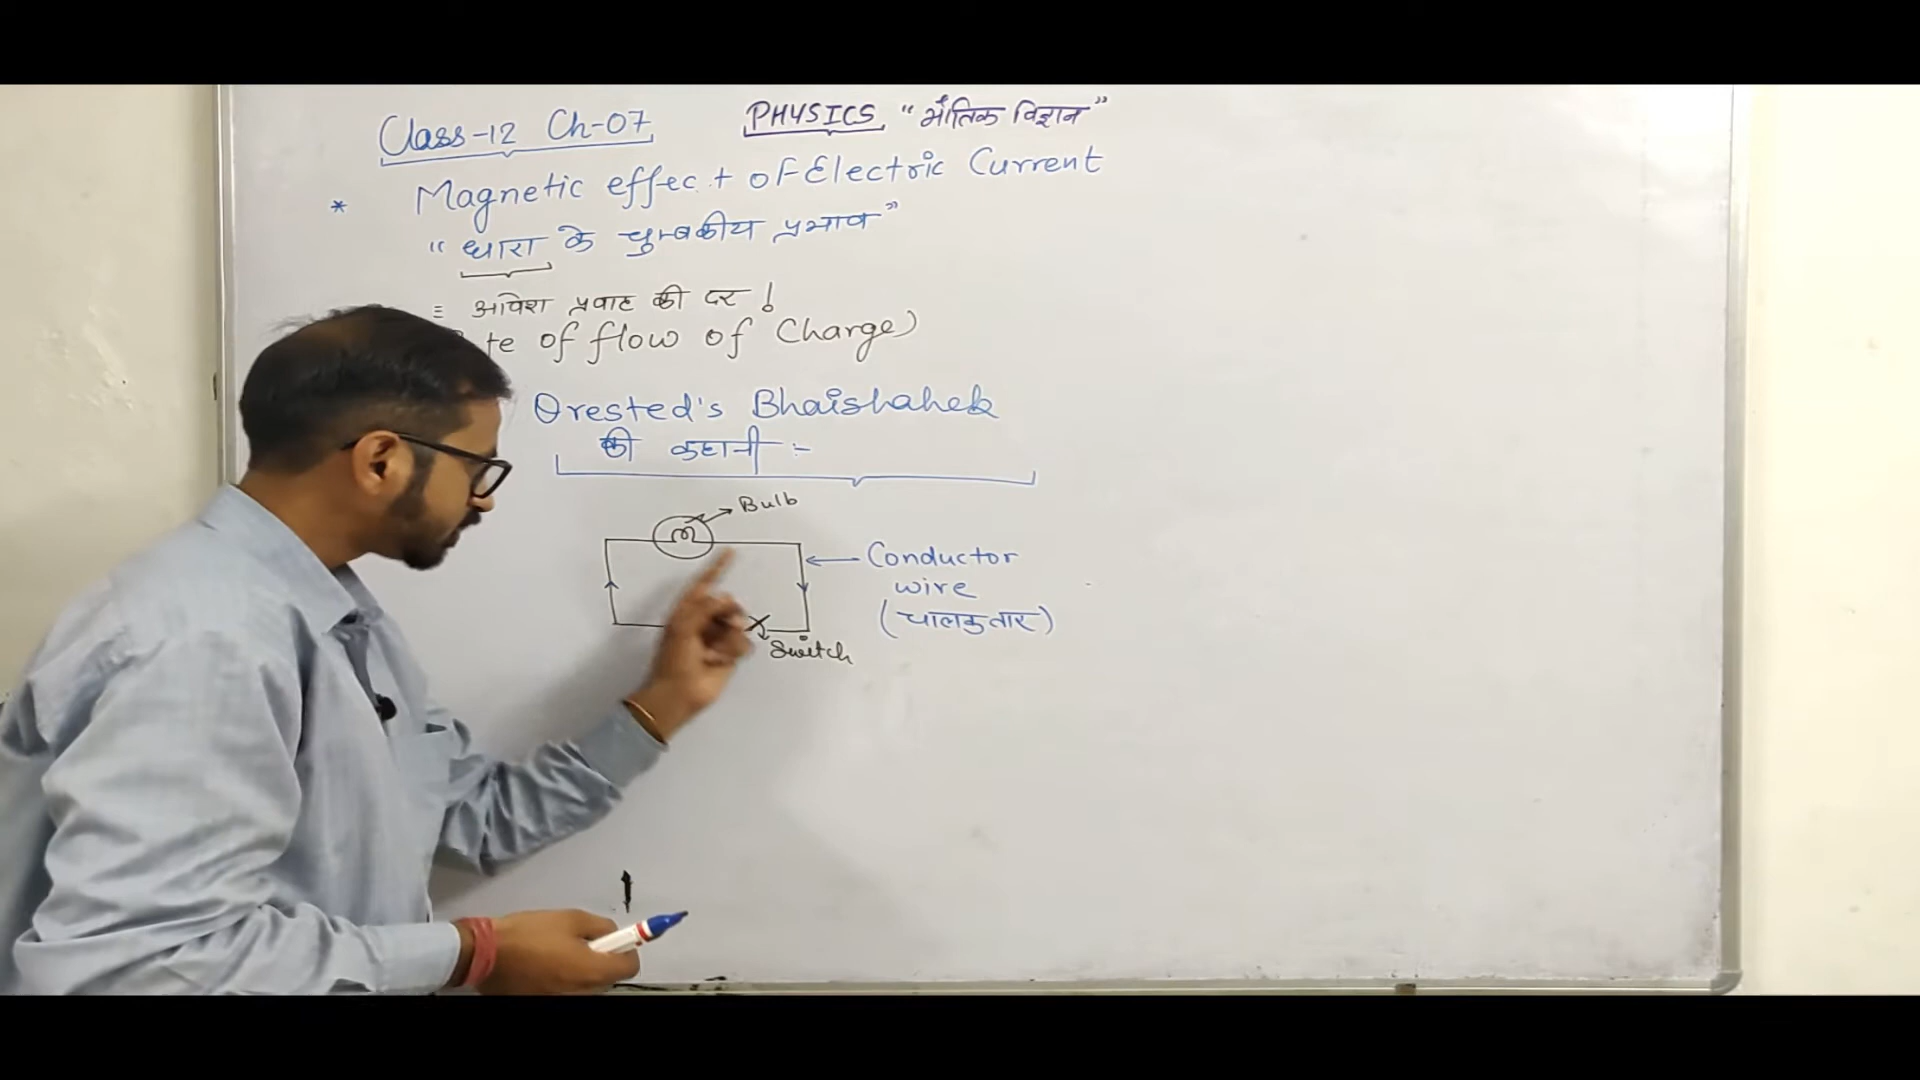 Class-12 Ch-07 PHYSICS "भौतिक विज्ञान"
* Magnetic effect of Electric Current
"धारा के चुम्बकीय प्रभाव"
≡ आवेश प्रवाह की दर !
te of flow of Charge)
Orested's Bhaishaheb
की कहानी :-
Bulb
Conductor
wire
(चालक तार)
Switch